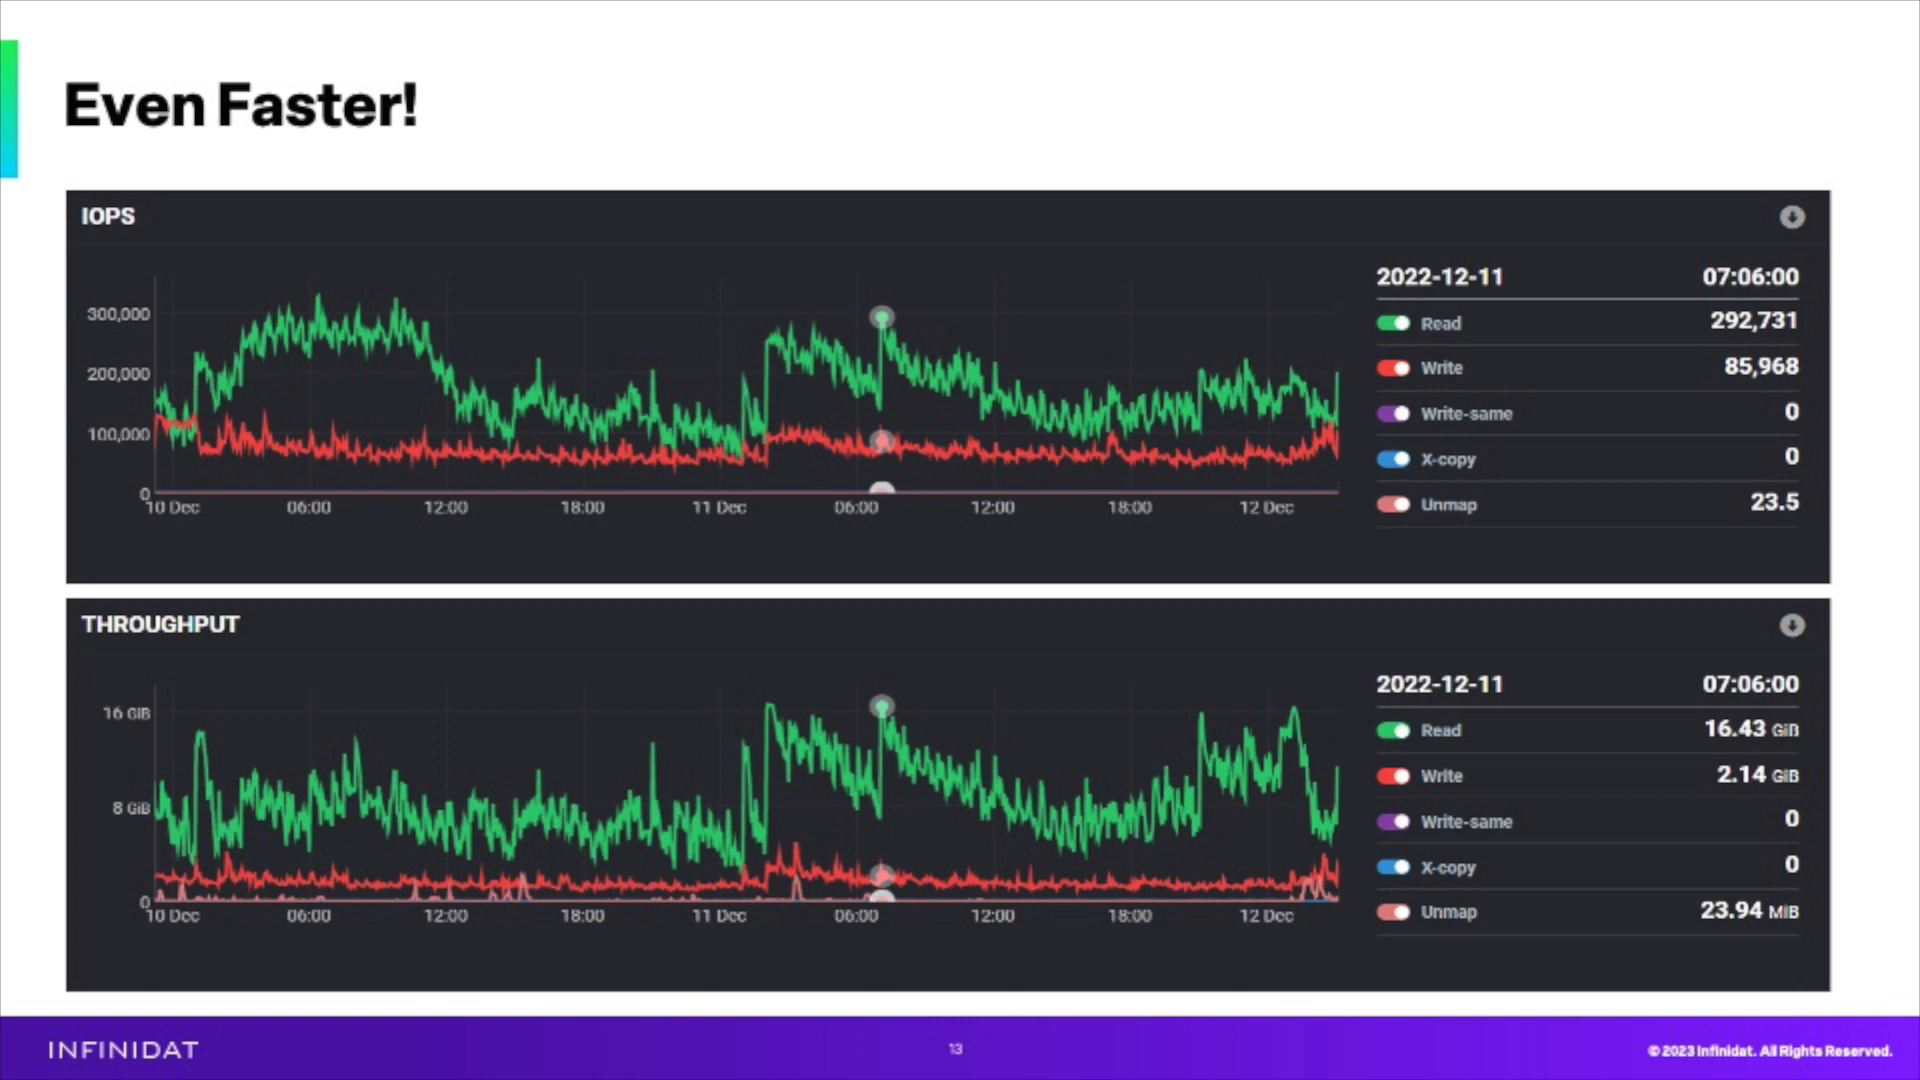 Even Faster!
IOPS
2022-12-11 07:06:00
Read 292,731
Write 85,968
Write-same 0
X-copy 0
Unmap 23.5
300,000
200,000
100,000
0
10 Dec 06:00 12:00 18:00 11 Dec 06:00 12:00 18:00 12 Dec
THROUGHPUT
2022-12-11 07:06:00
Read 16.43 GiB
Write 2.14 GiB
Write-same 0
X-copy 0
Unmap 23.94 MiB
16 GiB
8 GiB
0
10 Dec 06:00 12:00 18:00 11 Dec 06:00 12:00 18:00 12 Dec
INFINIDAT
13
© 2023 Infinidat. All Rights Reserved.